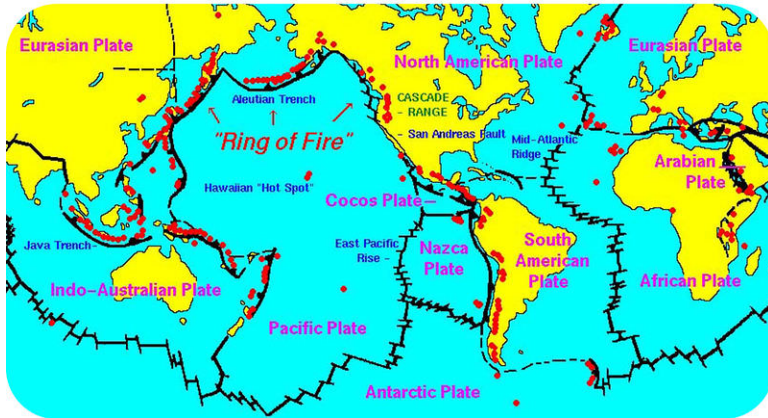 Eurasian Plate
North American Plate
Eurasian Plate
Aleutian Trench
CASCADE
- RANGE
"Ring of Fire"
San Andreas Fault
Mid-Atlantic
Ridge
Arabian
Plate
Hawaiian "Hot Spot"
Cocos Plate
Java Trench
East Pacific
Rise
Nazca
Plate
South
American
Plate
Indo-Australian Plate
African Plate
Pacific Plate
Antarctic Plate